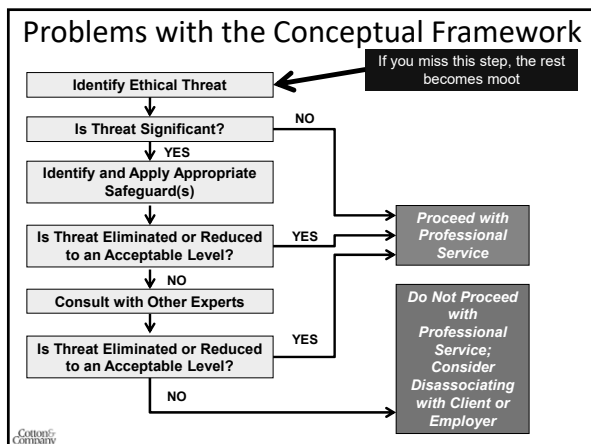 Problems with the Conceptual Framework
If you miss this step, the rest
becomes moot
Identify Ethical Threat
Is Threat Significant?
NO
YES
Identify and Apply Appropriate
Safeguard(s)
Is Threat Eliminated or Reduced
to an Acceptable Level?
YES
Proceed with
Professional
Service
NO
Consult with Other Experts
Is Threat Eliminated or Reduced
to an Acceptable Level?
YES
NO
Do Not Proceed
with
Professional
Service;
Consider
Disassociating
with Client or
Employer
Cotton&
Company